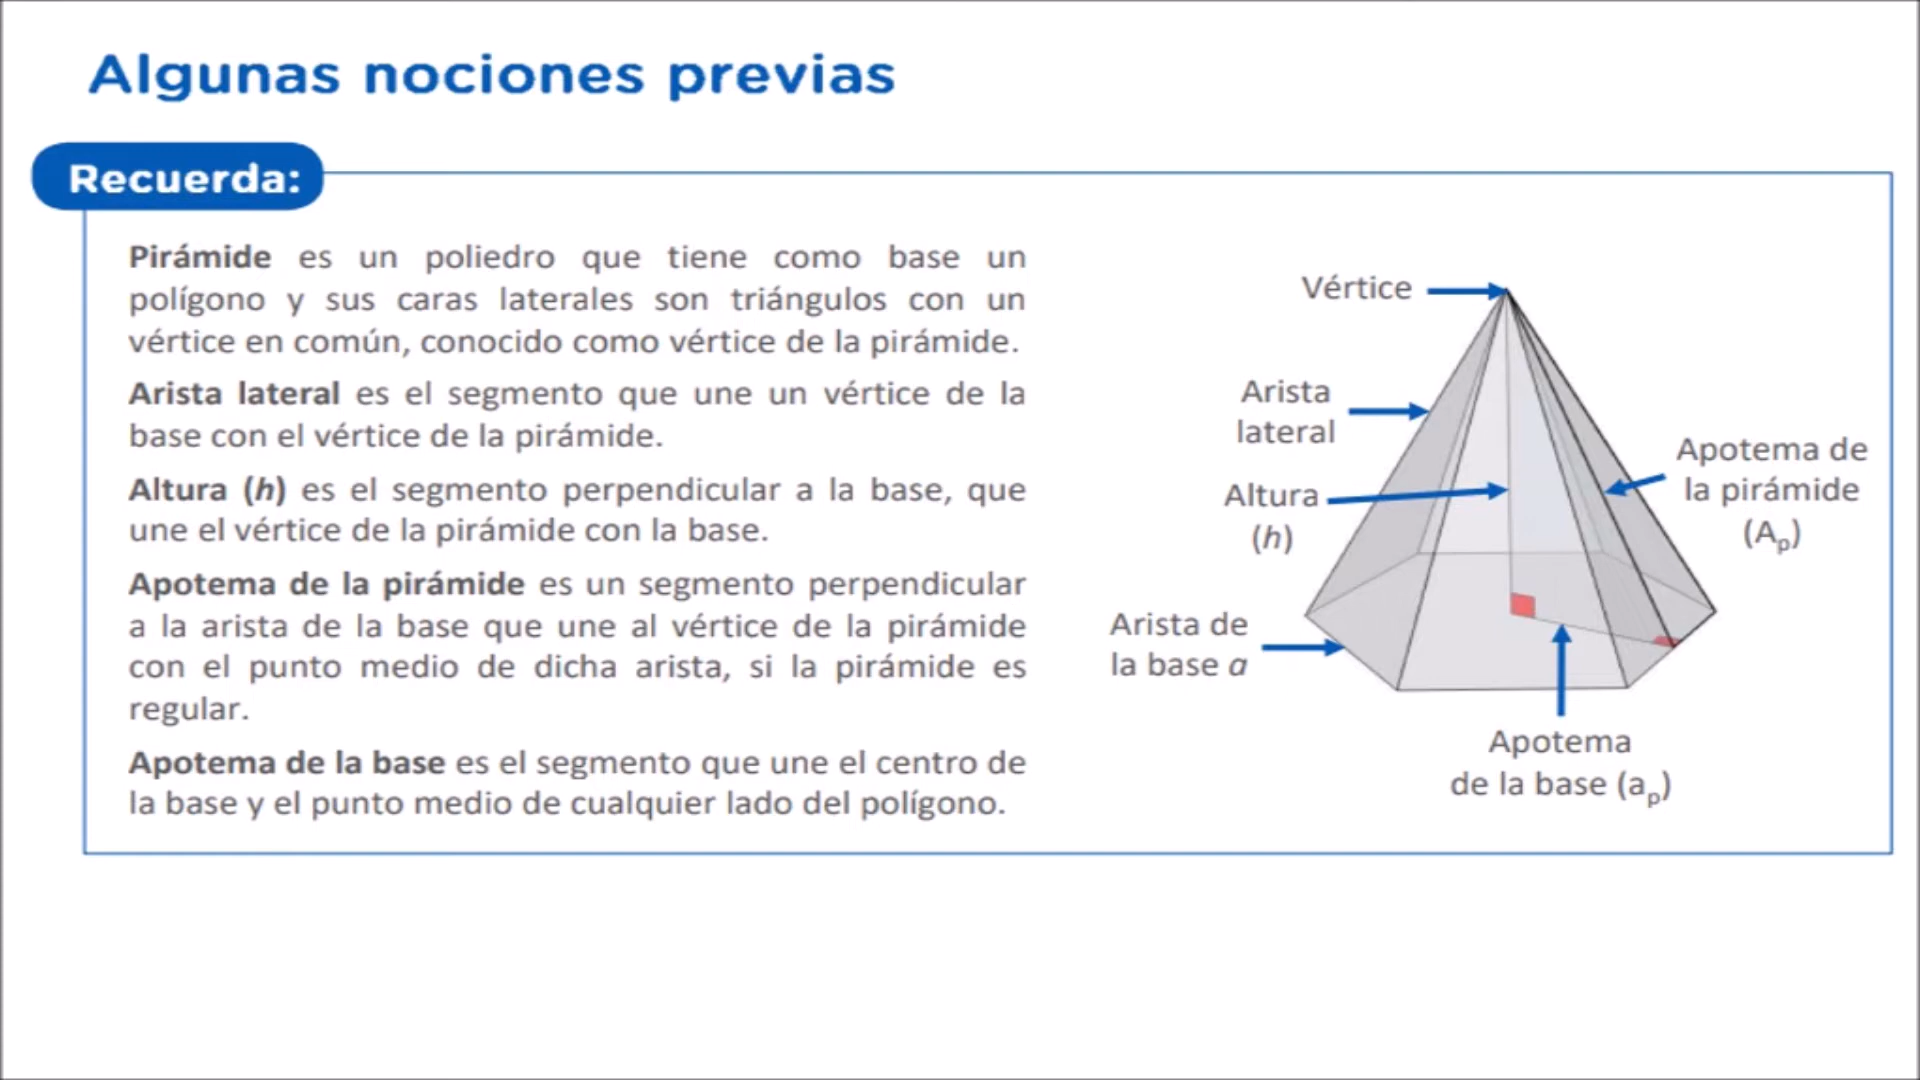 Algunas nociones previas
Recuerda:
Pirámide es un poliedro que tiene como base un
polígono y sus caras laterales son triángulos con un
vértice en común, conocido como vértice de la pirámide.
Arista lateral es el segmento que une un vértice de la
base con el vértice de la pirámide.
Altura (h) es el segmento perpendicular a la base, que
une el vértice de la pirámide con la base.
Apotema de la pirámide es un segmento perpendicular
a la arista de la base que une al vértice de la pirámide
con el punto medio de dicha arista, si la pirámide es
regular.
Apotema de la base es el segmento que une el centro de
la base y el punto medio de cualquier lado del polígono.
Vértice
Arista
lateral
Altura
(h)
Arista de
la base a
Apotema de
la pirámide
(Ap)
Apotema
de la base (ap)